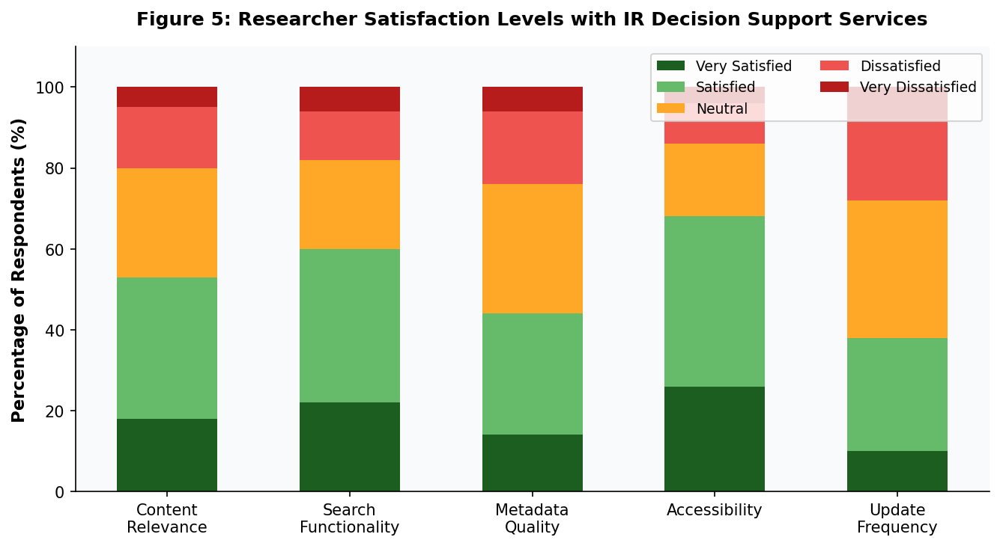 Figure 5: Researcher Satisfaction Levels with IR Decision Support Services
Percentage of Respondents (%)
100
80
60
40
20
0
Very Satisfied
Satisfied
Neutral
Dissatisfied
Very Dissatisfied
Content
Relevance
Search
Functionality
Metadata
Quality
Accessibility
Update
Frequency